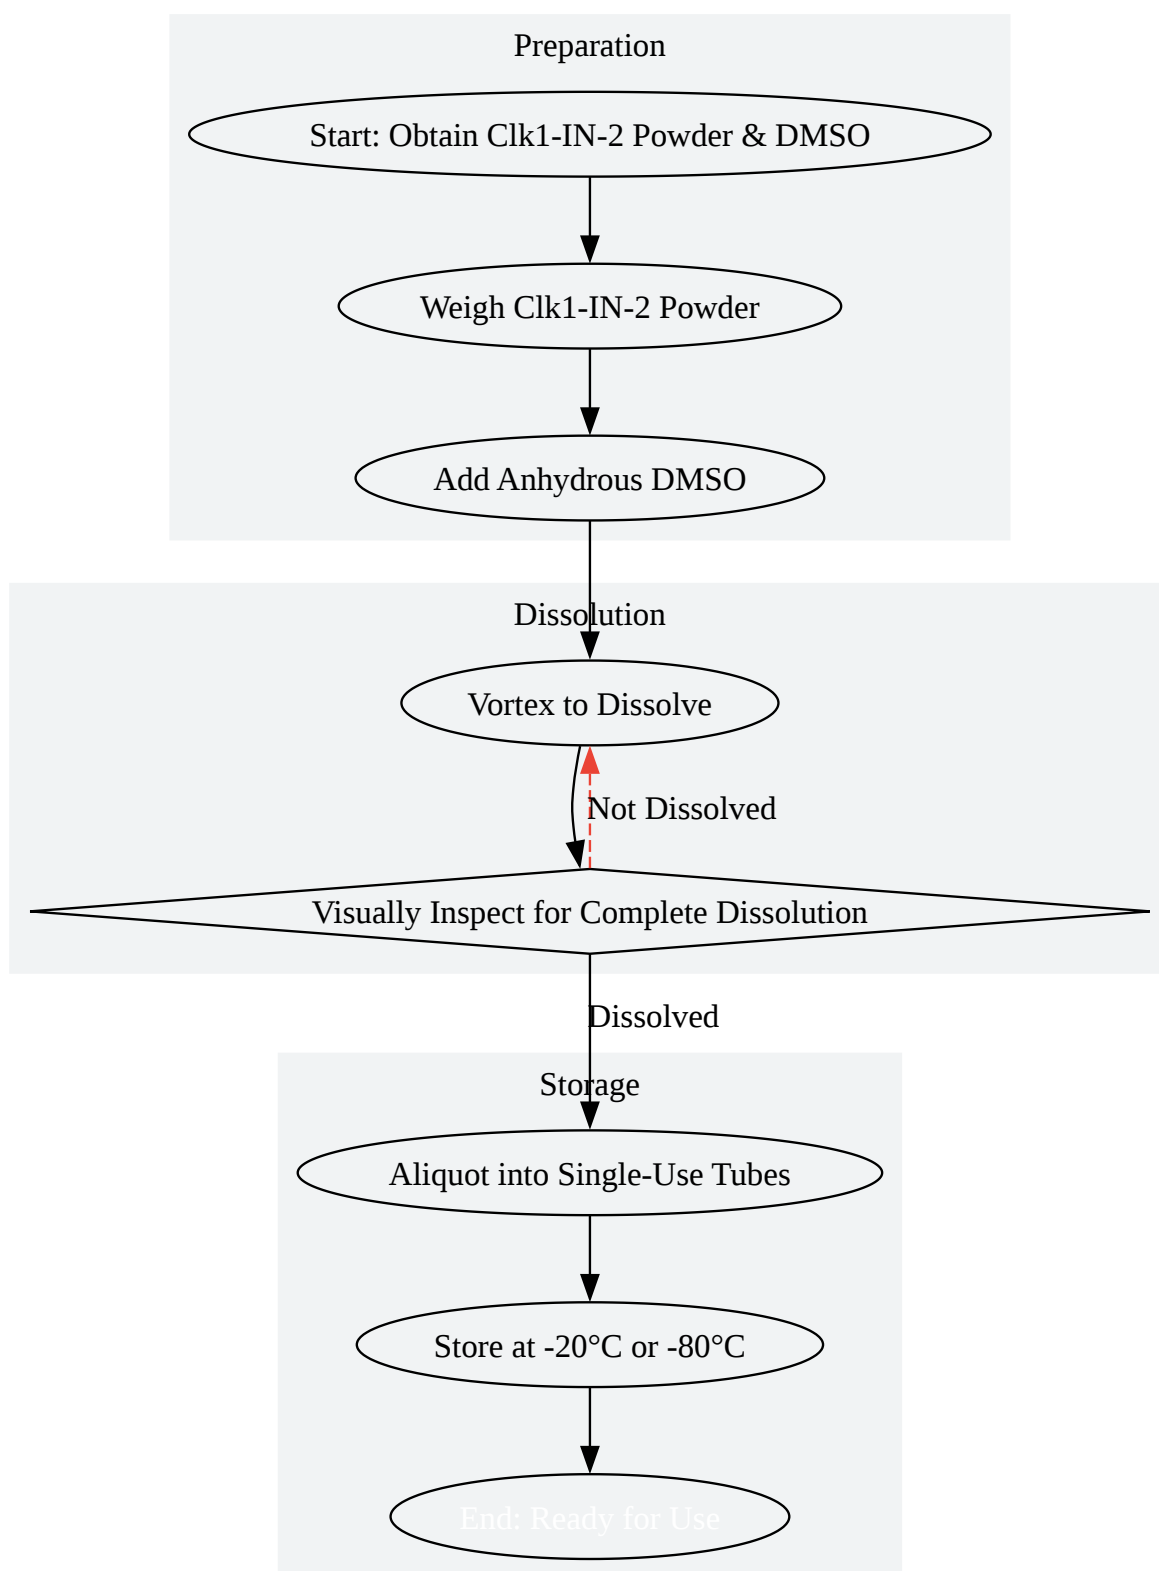 Preparation
Start: Obtain Clk1-IN-2 Powder & DMSO
Weigh Clk1-IN-2 Powder
Add Anhydrous DMSO
Dissolution
Vortex to Dissolve
Not Dissolved
Visually Inspect for Complete Dissolution
Dissolved
Storage
Aliquot into Single-Use Tubes
Store at -20°C or -80°C
End: Ready for Use